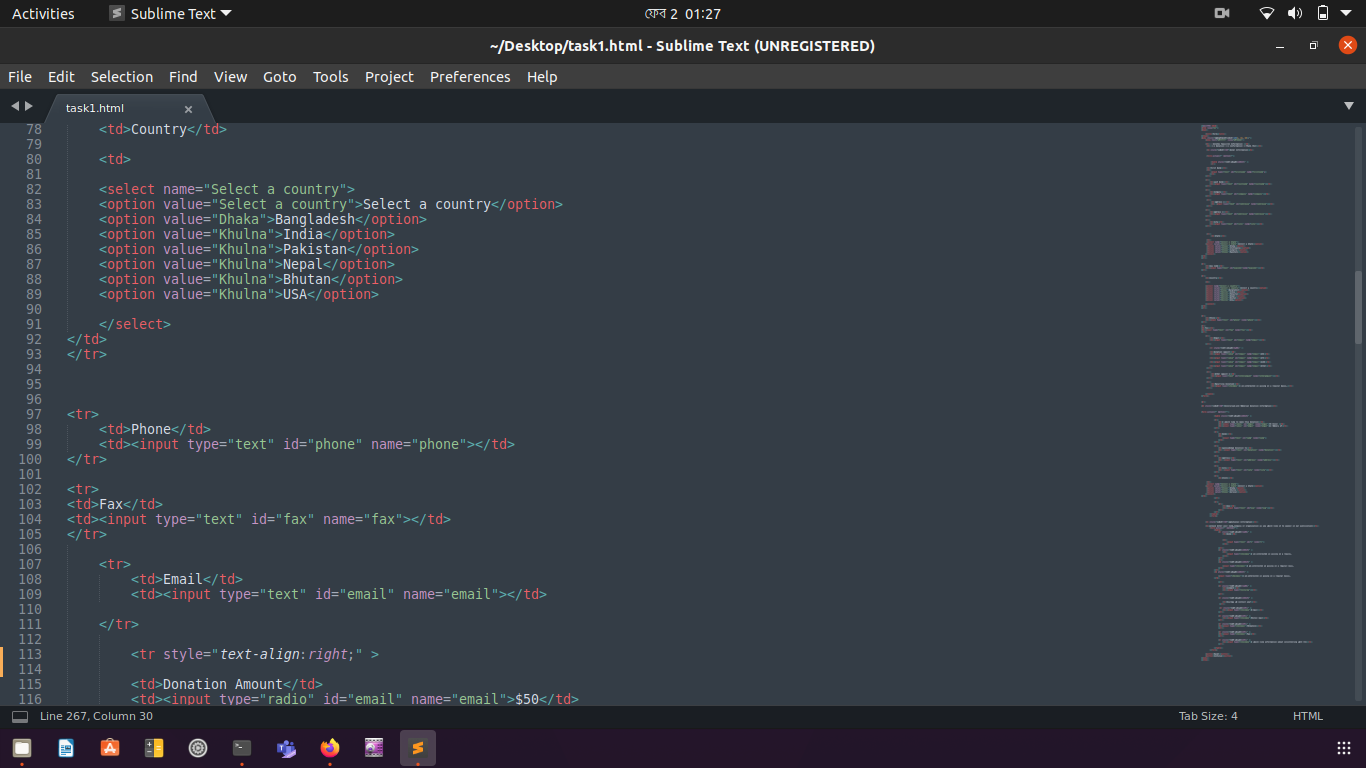 Activities
Sublime Text
ফেব 2 01:27
~/Desktop/task1.html - Sublime Text (UNREGISTERED)
File Edit Selection Find View Goto Tools Project Preferences Help
task1.html
78 <td>Country</td>
79
80 <td>
81
82 <select name="Select a country">
83 <option value="Select a country">Select a country</option>
84 <option value="Dhaka">Bangladesh</option>
85 <option value="Khulna">India</option>
86 <option value="Khulna">Pakistan</option>
87 <option value="Khulna">Nepal</option>
88 <option value="Khulna">Bhutan</option>
89 <option value="Khulna">USA</option>
90
91 </select>
92 </td>
93 </tr>
94
95
96
97 <tr>
98 <td>Phone</td>
99 <td><input type="text" id="phone" name="phone"></td>
100 </tr>
101
102 <tr>
103 <td>Fax</td>
104 <td><input type="text" id="fax" name="fax"></td>
105 </tr>
106
107 <tr>
108 <td>Email</td>
109 <td><input type="text" id="email" name="email"></td>
110
111 </tr>
112
113 <tr style="text-align:right;" >
114
115 <td>Donation Amount</td>
116 <td><input type="radio" id="email" name="email">$50</td>
Line 267, Column 30
Tab Size: 4
HTML